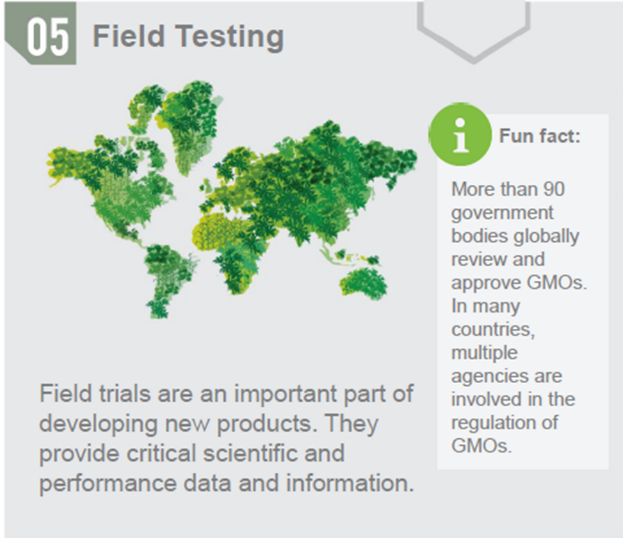 05 Field Testing
Fun fact:
More than 90
government
bodies globally
review and
approve GMOs.
In many
countries,
multiple
agencies are
involved in the
regulation of
GMOs.
Field trials are an important part of
developing new products. They
provide critical scientific and
performance data and information.